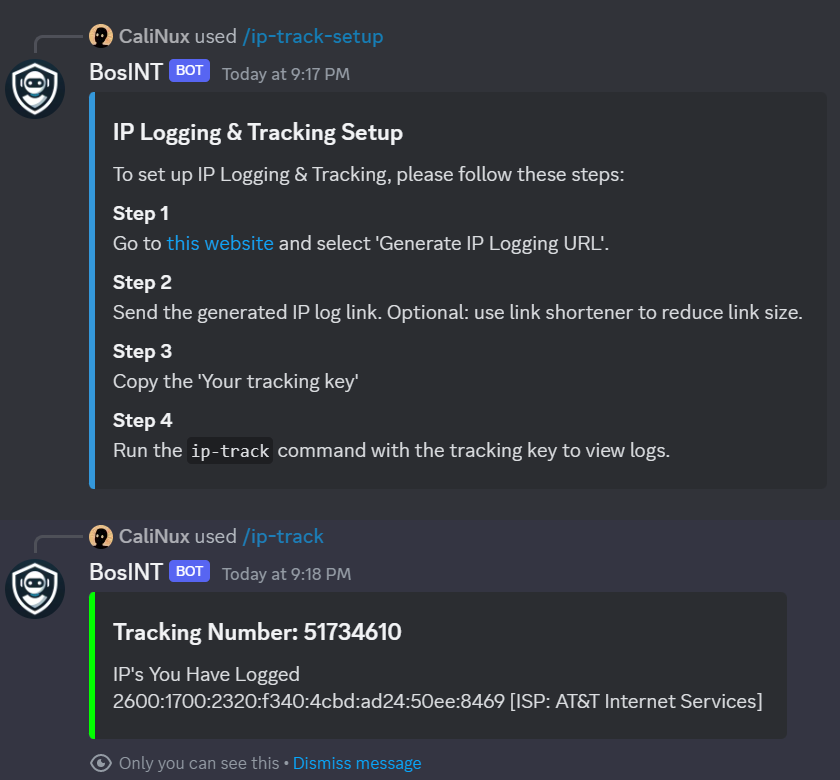 CaliNux used /ip-track-setup
BosINT BOT Today at 9:17 PM
IP Logging & Tracking Setup
To set up IP Logging & Tracking, please follow these steps:
Step 1
Go to this website and select 'Generate IP Logging URL'.
Step 2
Send the generated IP log link. Optional: use link shortener to reduce link size.
Step 3
Copy the 'Your tracking key'
Step 4
Run the ip-track command with the tracking key to view logs.
CaliNux used /ip-track
BosINT BOT Today at 9:18 PM
Tracking Number: 51734610
IP's You Have Logged
2600:1700:2320:f340:4cbd:ad24:50ee:8469 [ISP: AT&T Internet Services]
Only you can see this • Dismiss message